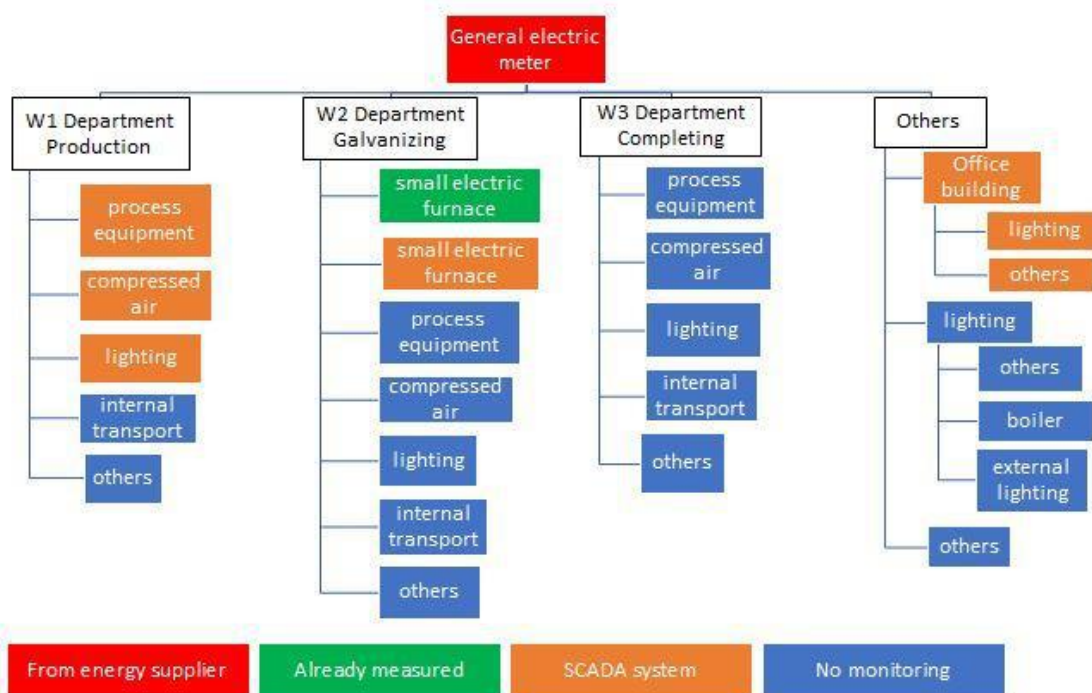 General electric
meter
W1 Department
Production
process
equipment
compressed
air
lighting
internal
transport
others
W2 Department
Galvanizing
small electric
furnace
small electric
furnace
process
equipment
compressed
air
lighting
internal
transport
others
W3 Department
Completing
process
equipment
compressed
air
lighting
internal
transport
others
Others
Office
building
lighting
others
lighting
others
boiler
external
lighting
others
From energy supplier
Already measured
SCADA system
No monitoring